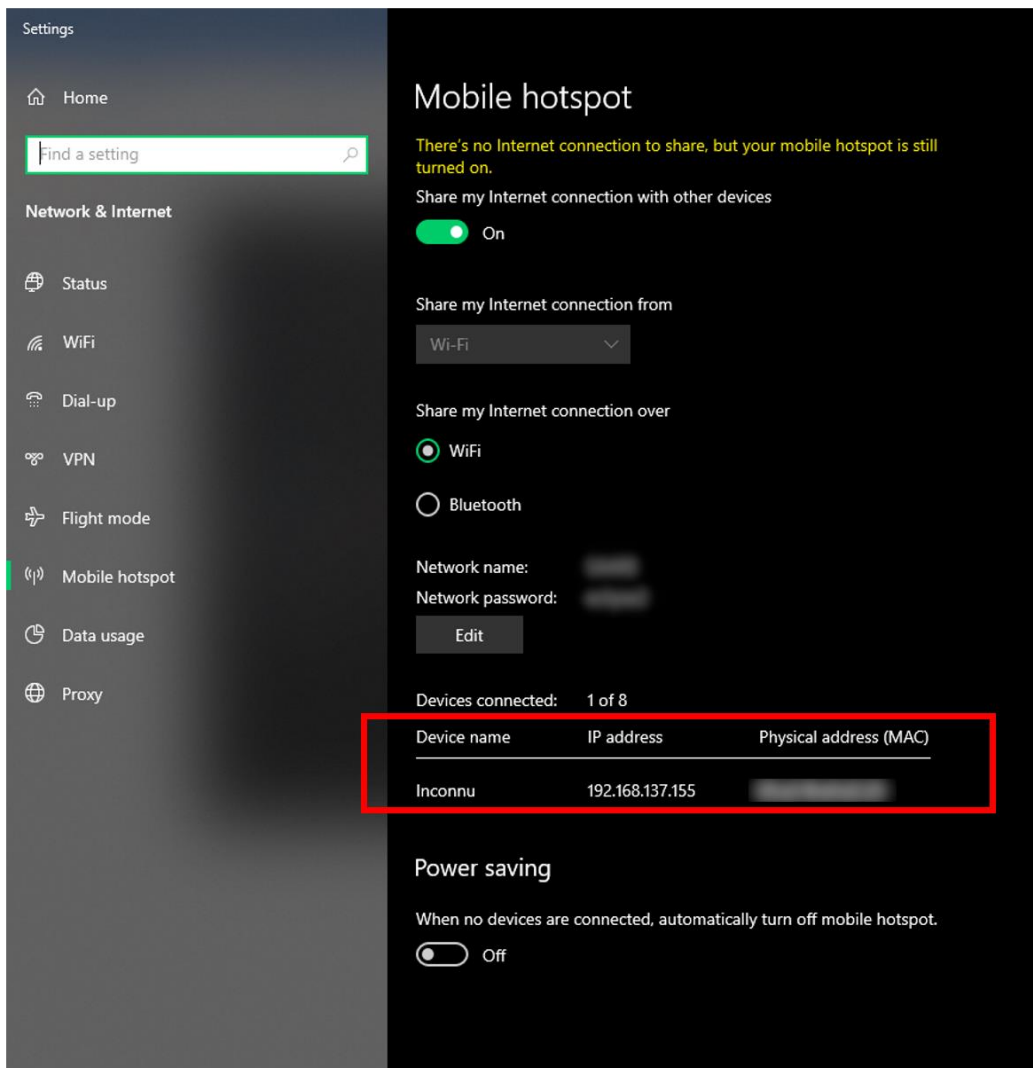 Settings
Home
Find a setting
Network & Internet
Status
WiFi
Dial-up
VPN
Flight mode
Mobile hotspot
Data usage
Proxy
Mobile hotspot
There's no Internet connection to share, but your mobile hotspot is still
turned on.
Share my Internet connection with other devices
On
Share my Internet connection from
Wi-Fi
Share my Internet connection over
WiFi
Bluetooth
Network name:
Network password:
Edit
Devices connected: 1 of 8
Device name IP address Physical address (MAC)
Inconnu 192.168.137.155
Power saving
When no devices are connected, automatically turn off mobile hotspot.
Off